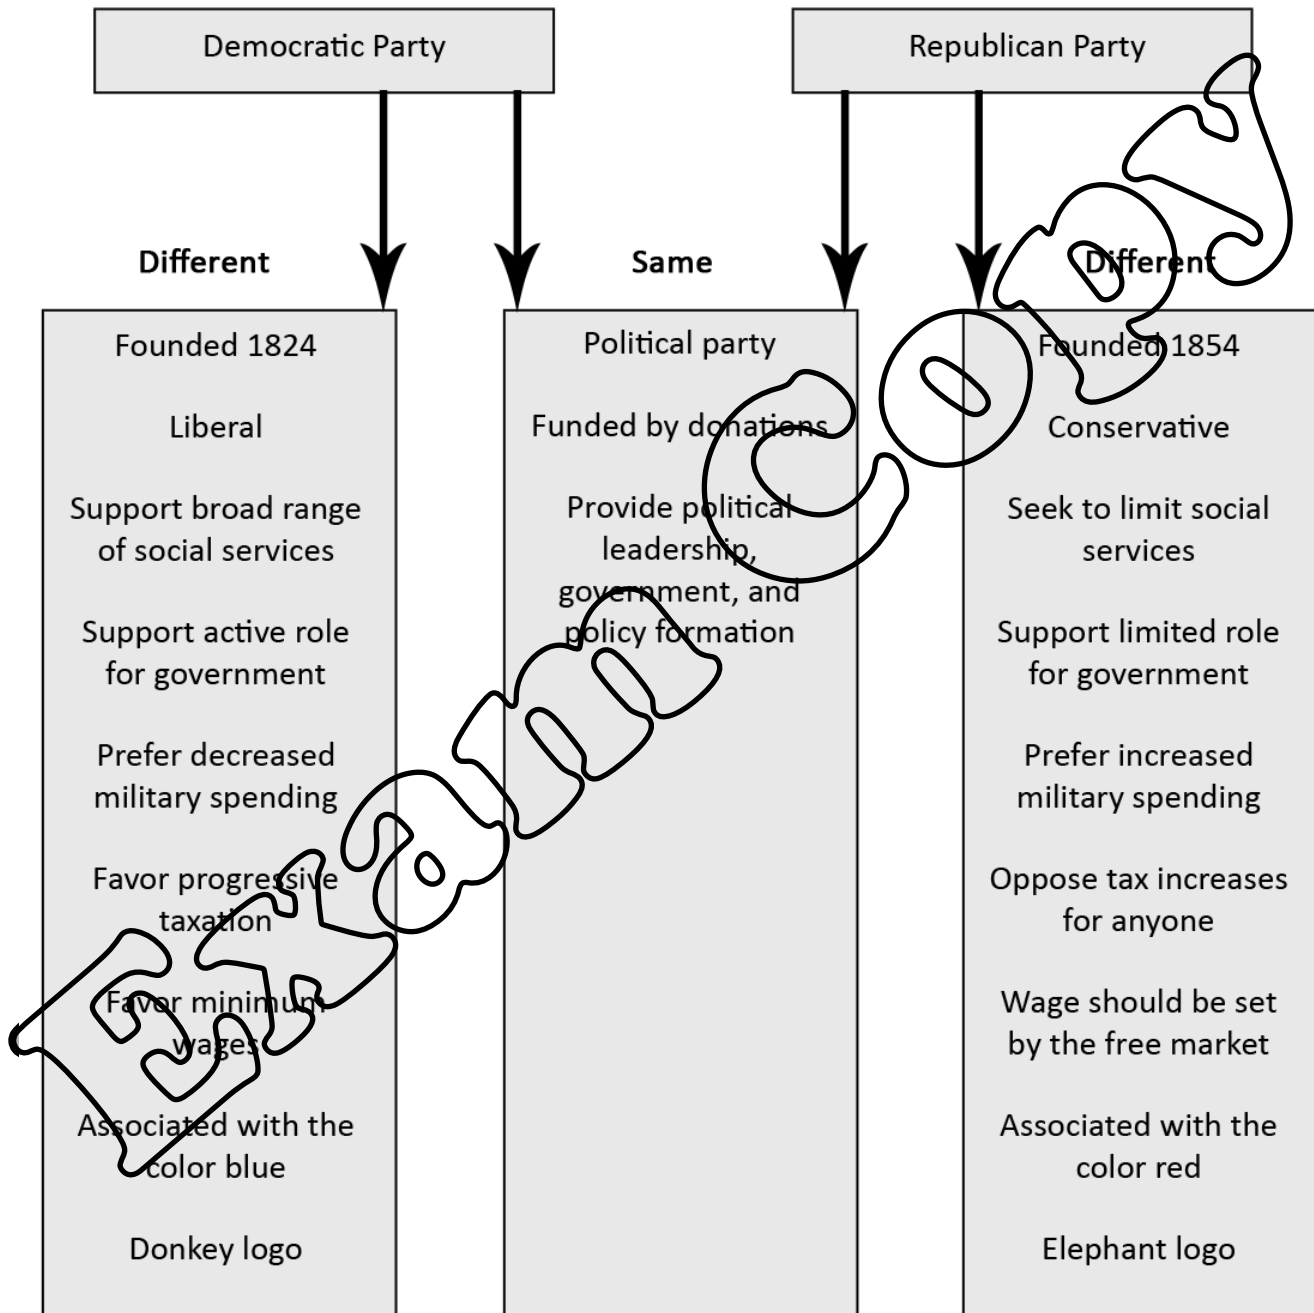 Democratic Party
Republican Party
Different
Same
Different
Founded 1824
Liberal
Support broad range
of social services
Support active role
for government
Prefer decreased
military spending
Favor progressive
taxation
Favor minimum
wages
Associated with the
color blue
Donkey logo
Political party
Funded by donations
Provide political
leadership,
government, and
policy formation
Founded 1854
Conservative
Seek to limit social
services
Support limited role
for government
Prefer increased
military spending
Oppose tax increases
for anyone
Wage should be set
by the free market
Associated with the
color red
Elephant logo
Exam Copy